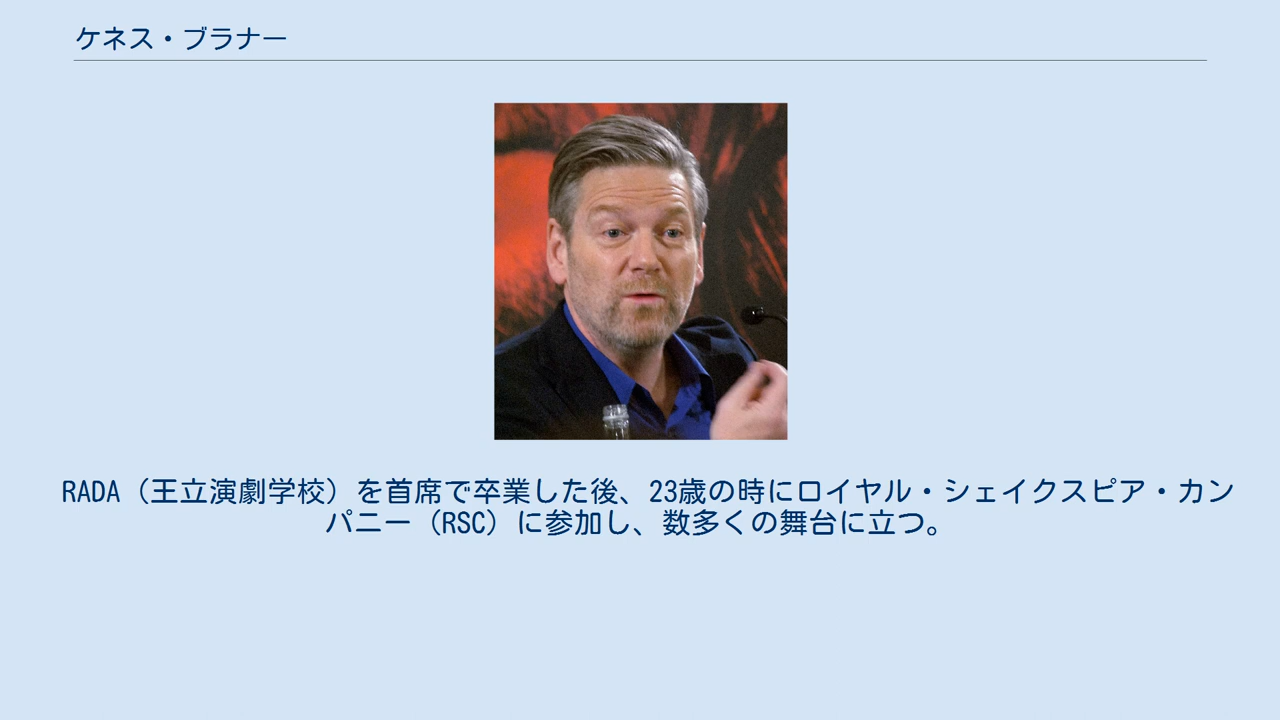 ケネス・ブラナー
RADA（王立演劇学校）を首席で卒業した後、23歳の時にロイヤル・シェイクスピア・カン
パニー（RSC）に参加し、数多くの舞台に立つ。